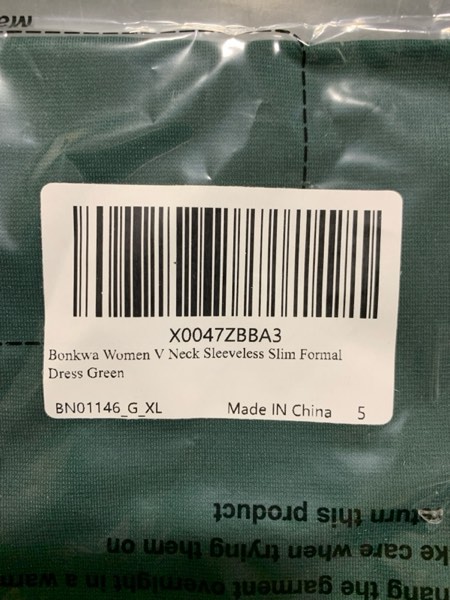 X0047ZBBA3
Bonkwa Women V Neck Sleeveless Slim Formal
Dress Green
BN01146_G_XL Made IN China 5
hang the garment overnight in a warm
ke care when trying them on
return this product